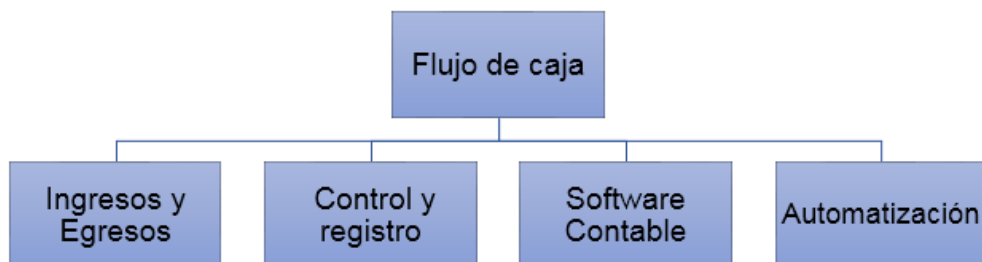 Flujo de caja
Ingresos y
Egresos
Control y
registro
Software
Contable
Automatización